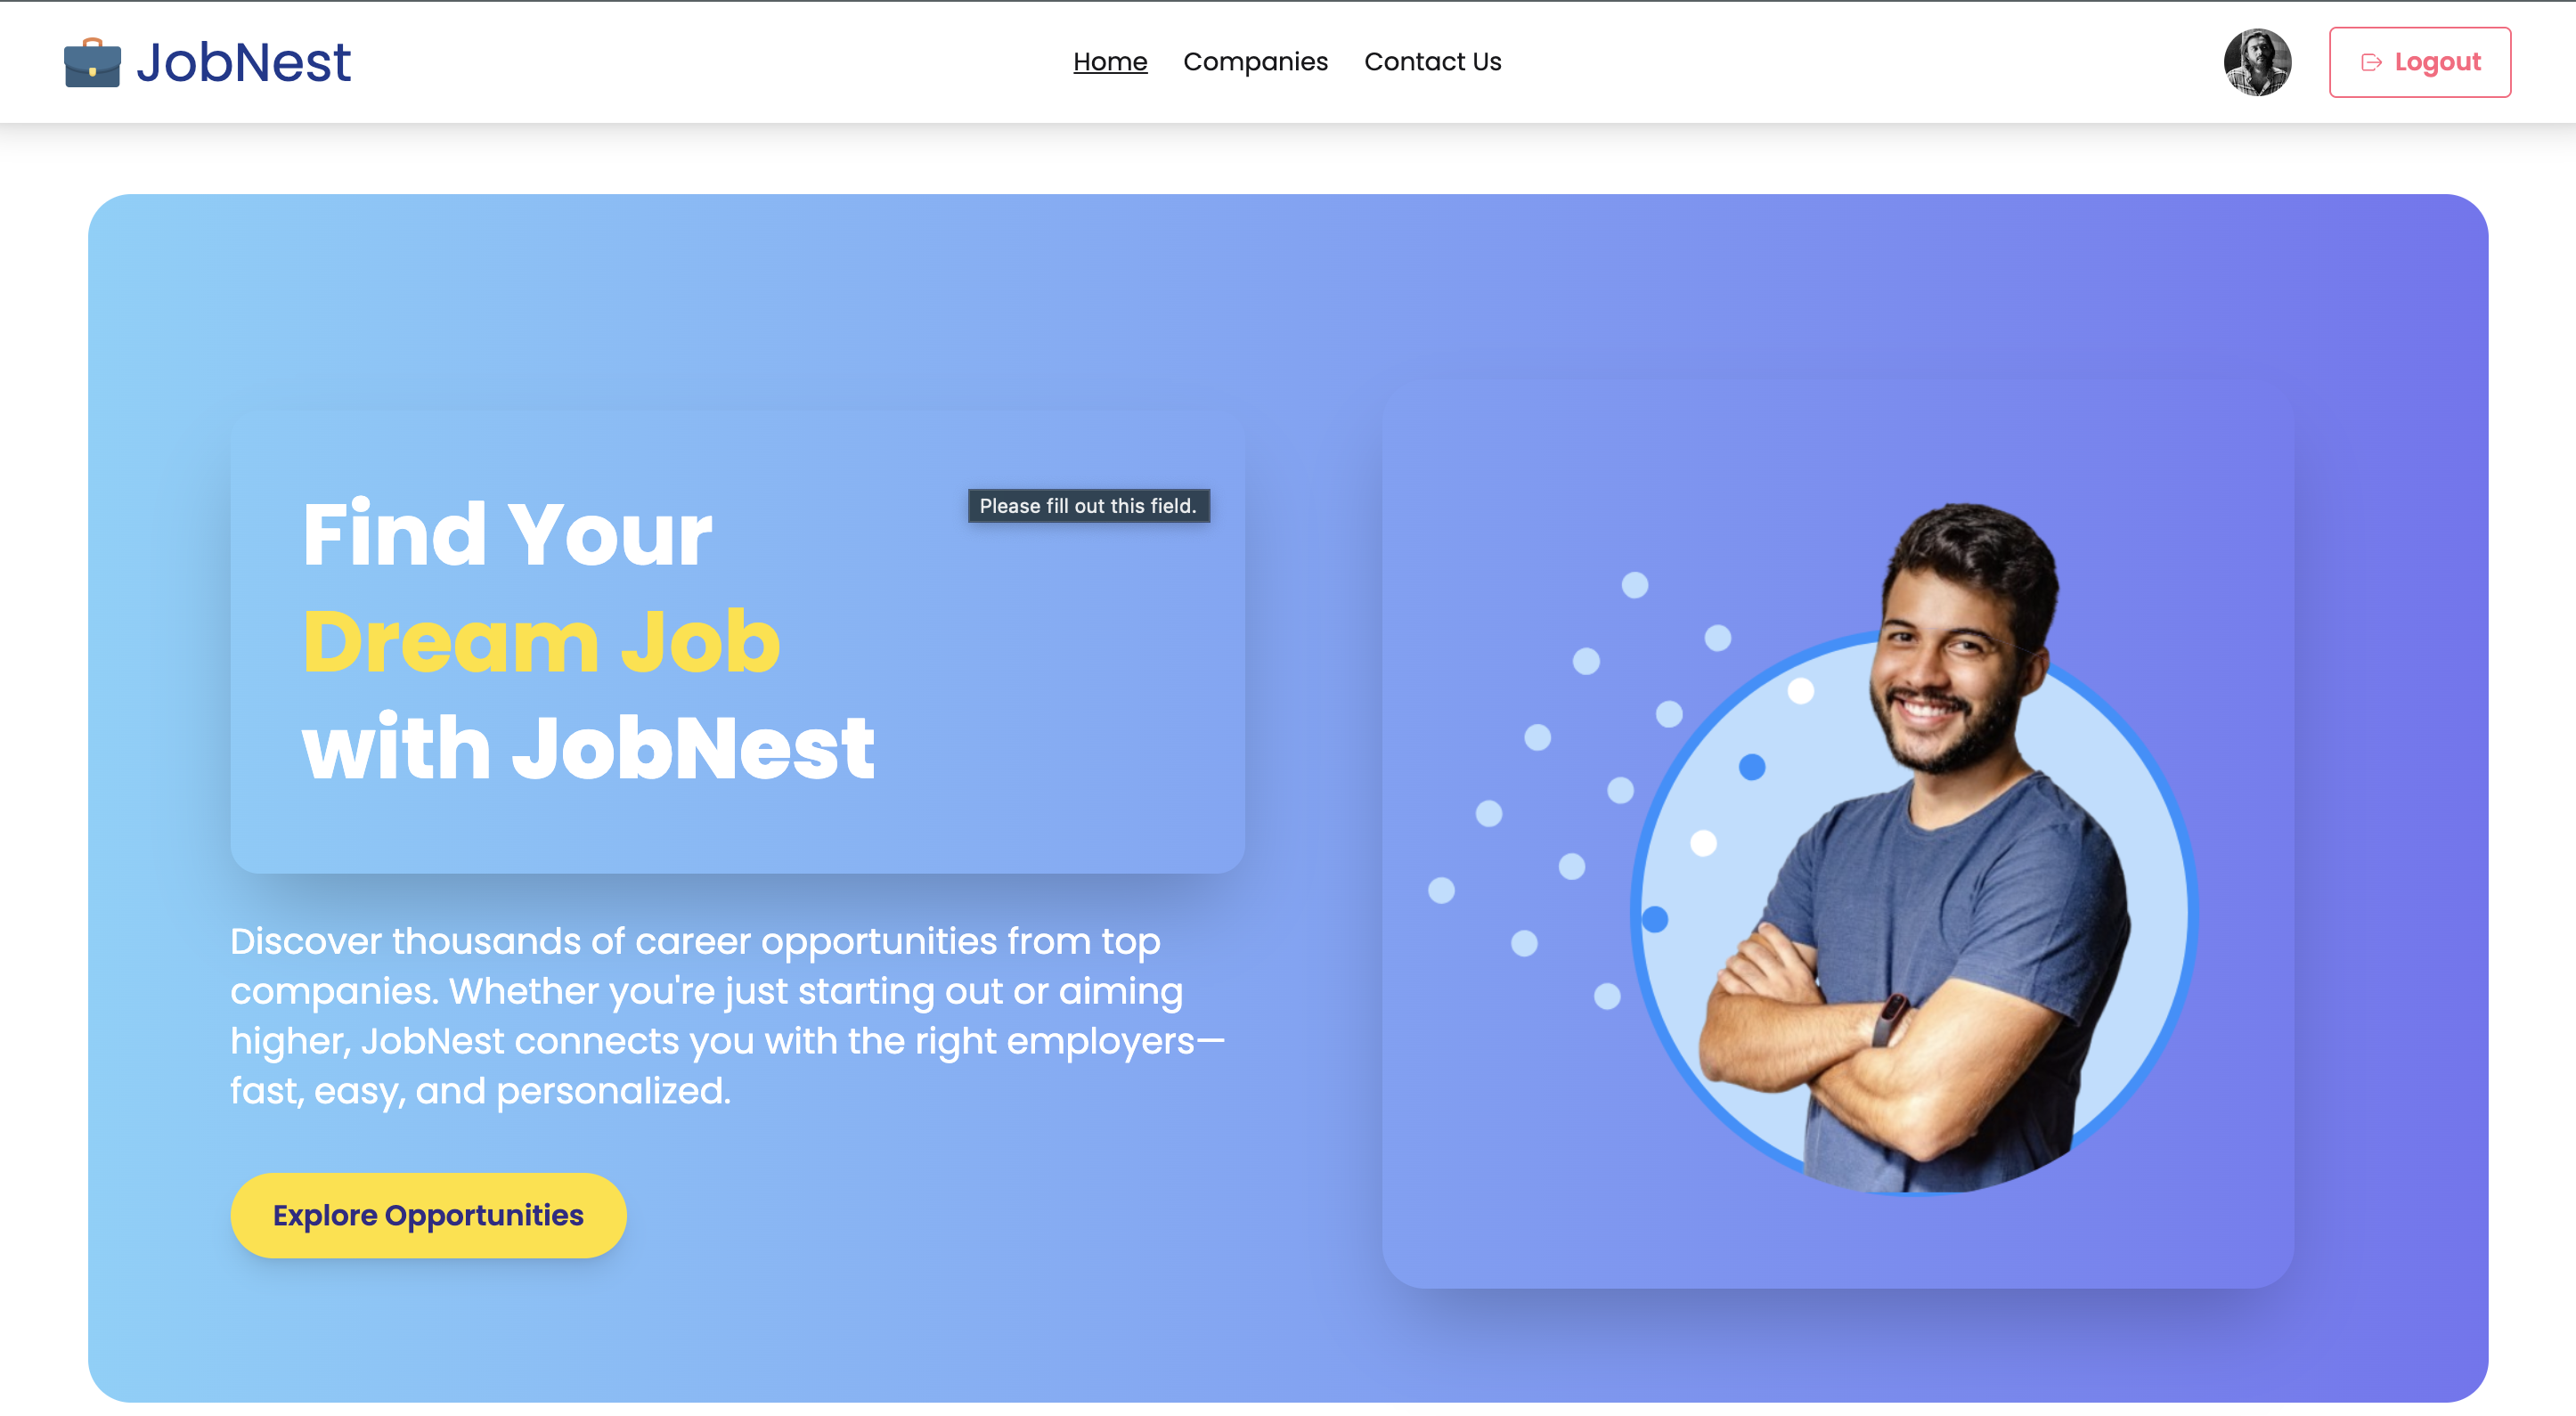 JobNest
Home Companies Contact Us
Logout
Please fill out this field.
Find Your
Dream Job
with JobNest
Discover thousands of career opportunities from top
companies. Whether you're just starting out or aiming
higher, JobNest connects you with the right employers—
fast, easy, and personalized.
Explore Opportunities